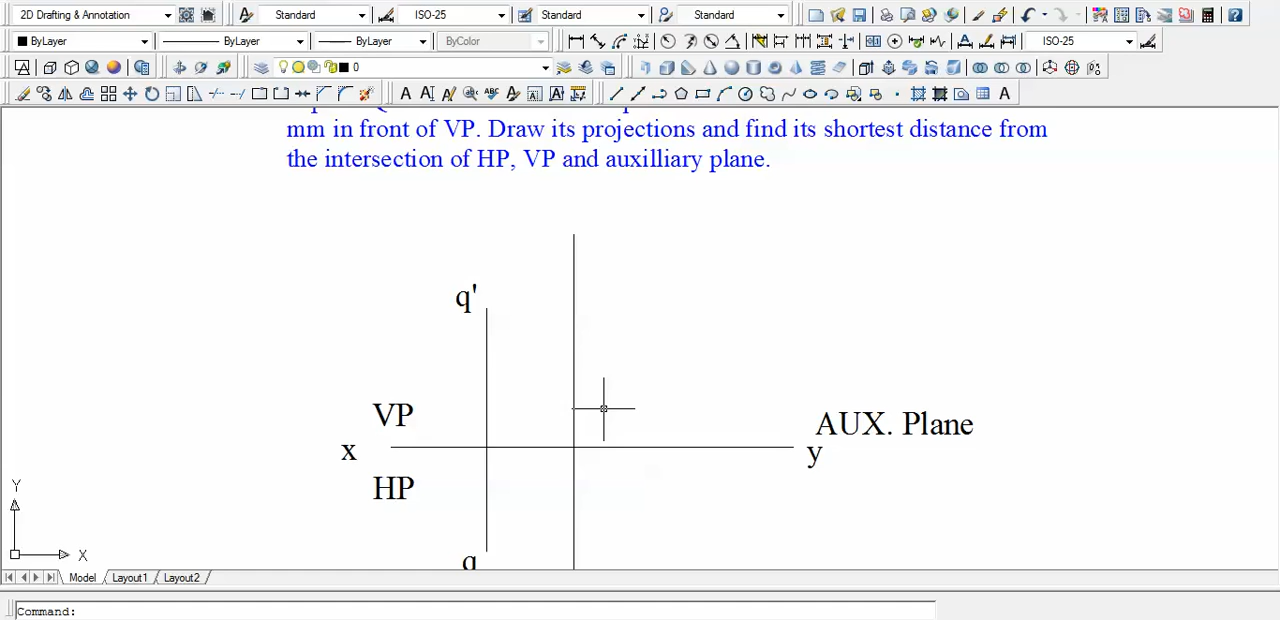 2D Drafting & Annotation Standard ISO-25 Standard Standard
ByLayer ByLayer ByLayer ByColor ISO-25
0
mm in front of VP. Draw its projections and find its shortest distance from
the intersection of HP, VP and auxilliary plane.
q'
VP
AUX. Plane
x
y
HP
q
Y
X
Model Layout1 Layout2
Command: